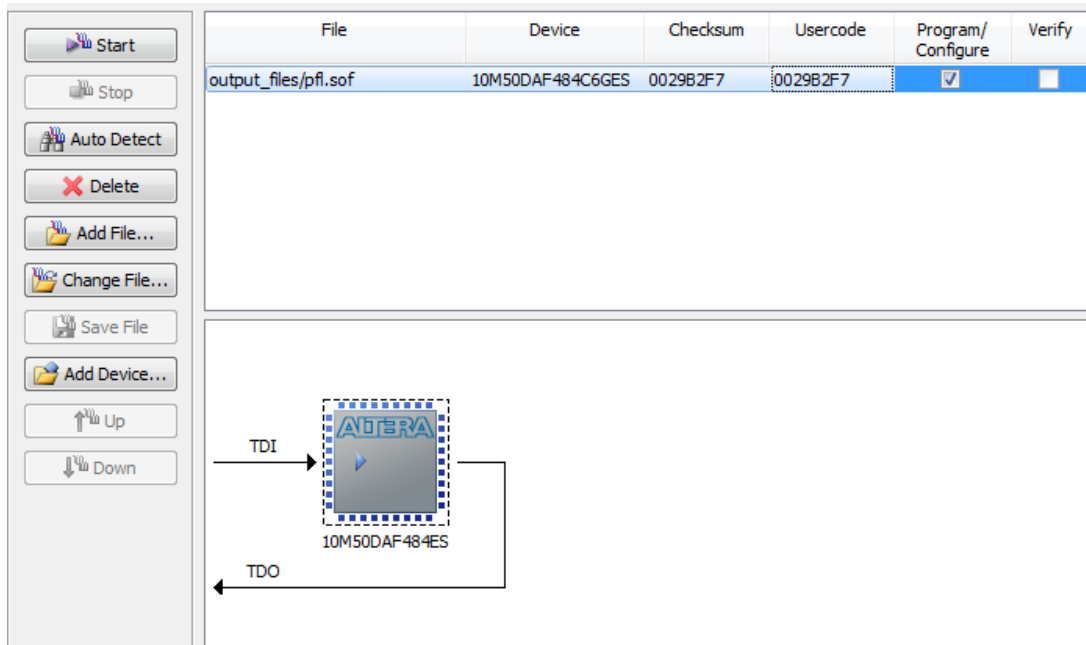 Start
Stop
Auto Detect
Delete
Add File...
Change File...
Save File
Add Device...
Up
Down
File Device Checksum Usercode Program/ Verify
Configure
output_files/pfl.sof 10M50DAF484C6GES 0029B2F7 0029B2F7
ALTERA
TDI
10M50DAF484ES
TDO